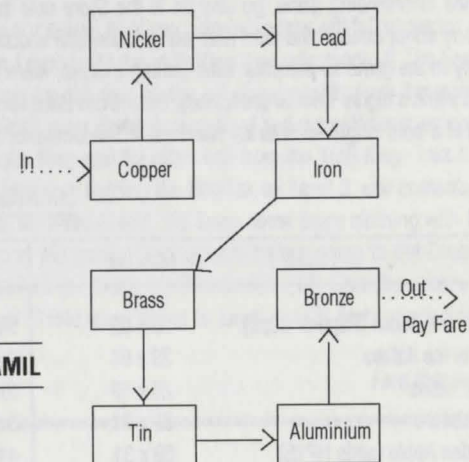 Nickel
Lead
In
Copper
Iron
Brass
Bronze
Out
Pay Fare
AMIL
Tin
Aluminium